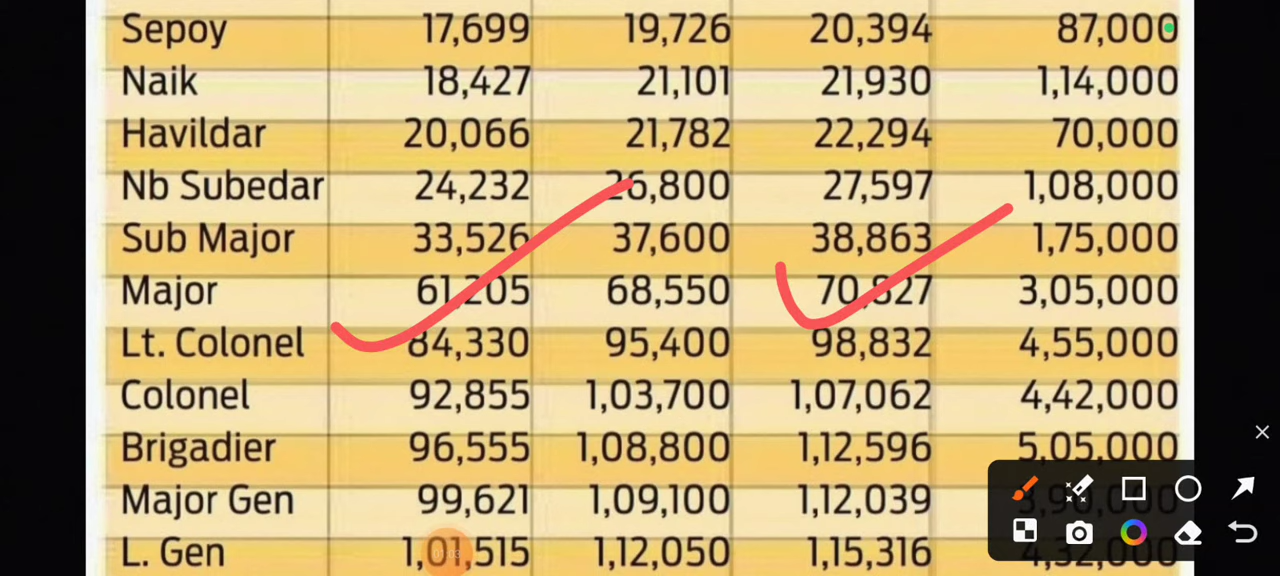 Sepoy 17,699 19,726 20,394 87,000
Naik 18,427 21,101 21,930 1,14,000
Havildar 20,066 21,782 22,294 70,000
Nb Subedar 24,232 26,800 27,597 1,08,000
Sub Major 33,526 37,600 38,863 1,75,000
Major 61,205 68,550 70,827 3,05,000
Lt. Colonel 84,330 95,400 98,832 4,55,000
Colonel 92,855 1,03,700 1,07,062 4,42,000
Brigadier 96,555 1,08,800 1,12,596 5,05,000
Major Gen 99,621 1,09,100 1,12,039 3,90,000
L. Gen 1,01,515 1,12,050 1,15,316 4,32,000